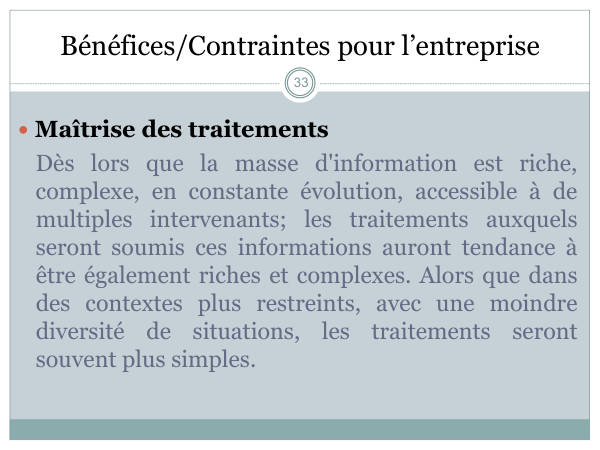 Bénéfices/Contraintes pour l’entreprise
33
• Maîtrise des traitements
Dès lors que la masse d'information est riche,
complexe, en constante évolution, accessible à de
multiples intervenants; les traitements auxquels
seront soumis ces informations auront tendance à
être également riches et complexes. Alors que dans
des contextes plus restreints, avec une moindre
diversité de situations, les traitements seront
souvent plus simples.